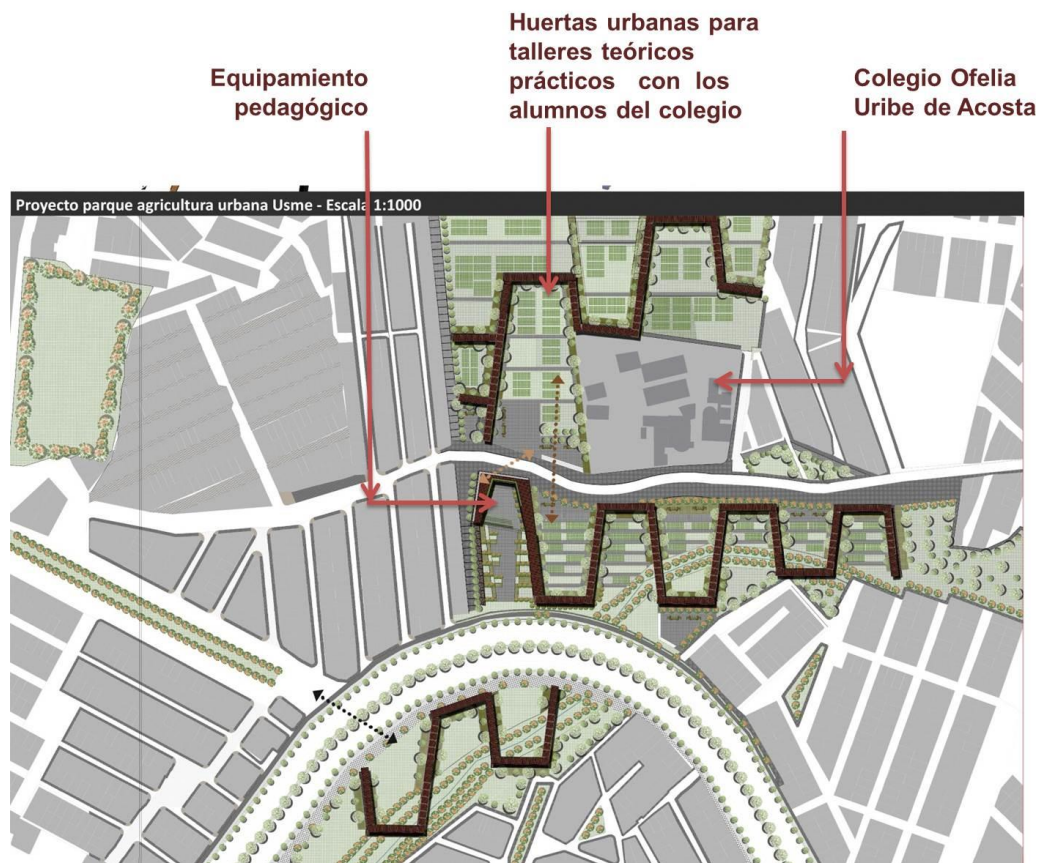 Huertas urbanas para
talleres teóricos
prácticos con los
alumnos del colegio
Equipamiento
pedagógico
Colegio Ofelia
Uribe de Acosta
Proyecto parque agricultura urbana Usme - Escala 1:1000